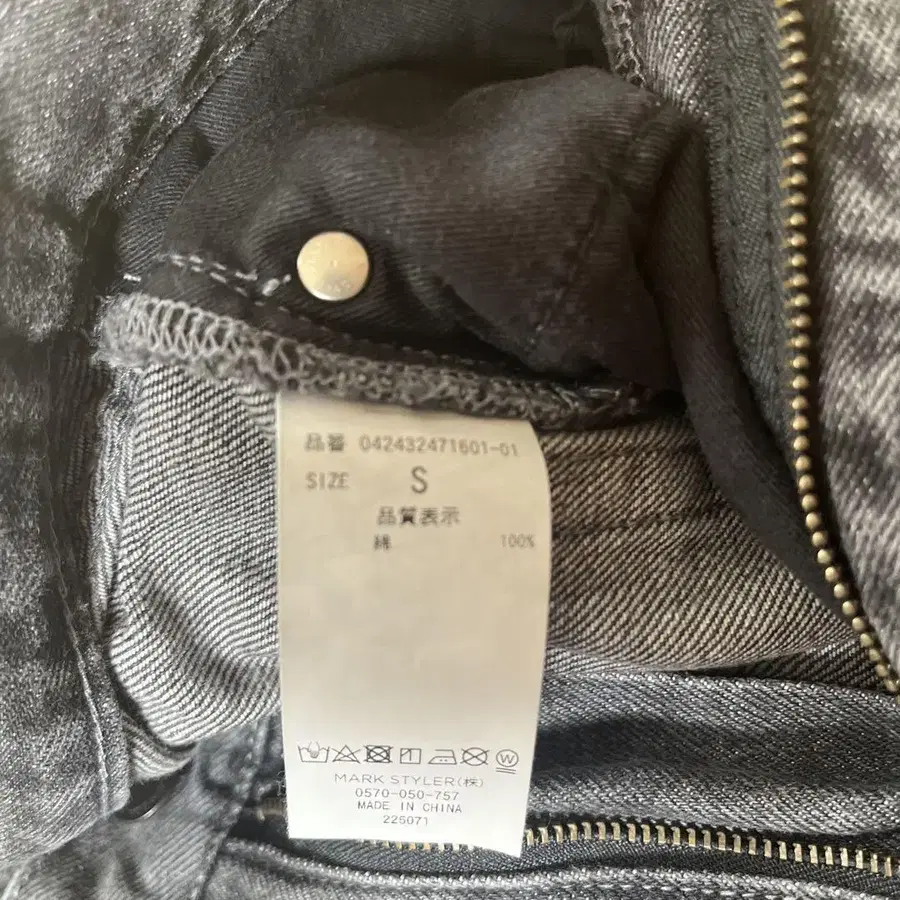 品番 042432471601-01
SIZE S
品質表示
綿 100%
W
MARK STYLER(株)
0570-050-757
MADE IN CHINA
225071